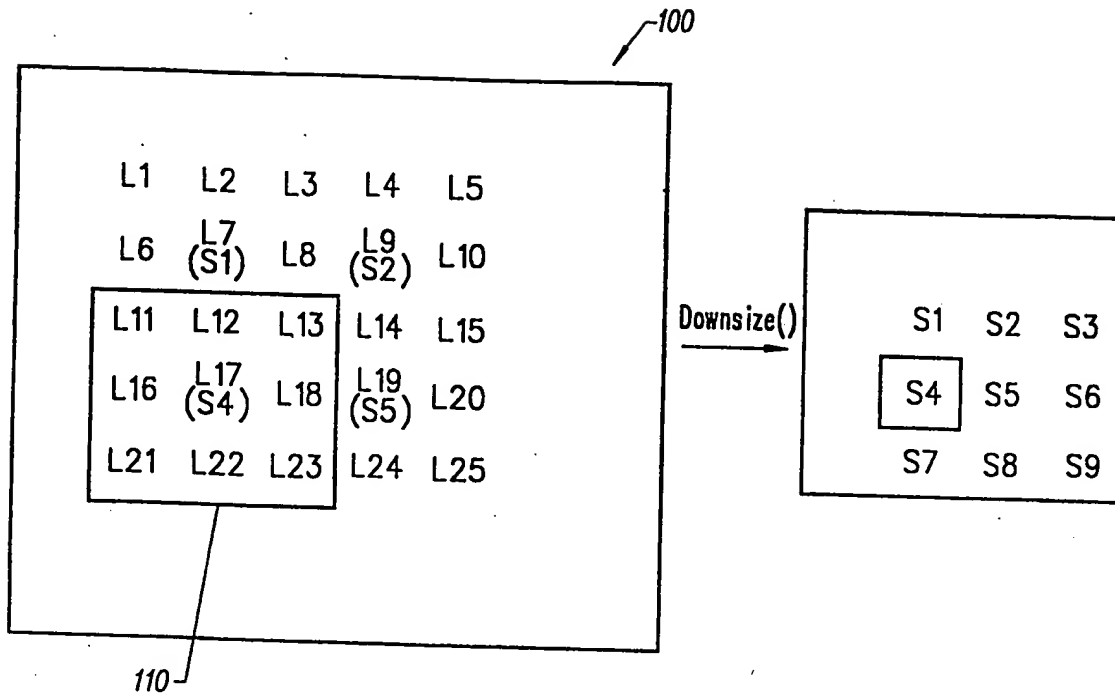 100
L1 L2 L3 L4 L5
L6 L7 L8 L9 L10
(S1) (S2)
L11 L12 L13 L14 L15
L16 L17 L18 L19 L20
(S4) (S5)
L21 L22 L23 L24 L25
110
Downsize()
S1 S2 S3
S4 S5 S6
S7 S8 S9